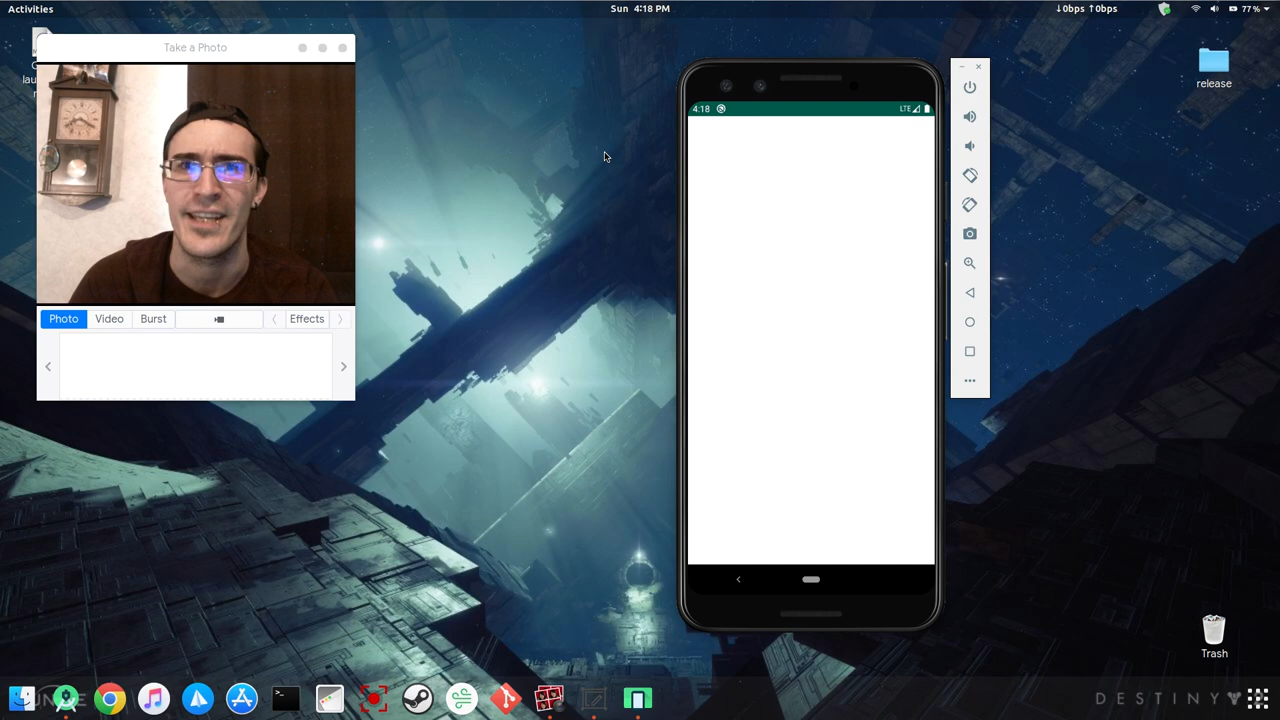 Activities
Sun 4:18 PM
↓0bps ↑0bps
77%
Take a Photo
release
4:18
LTE
Photo
Video
Burst
Effects
Trash
>_
DESTINY